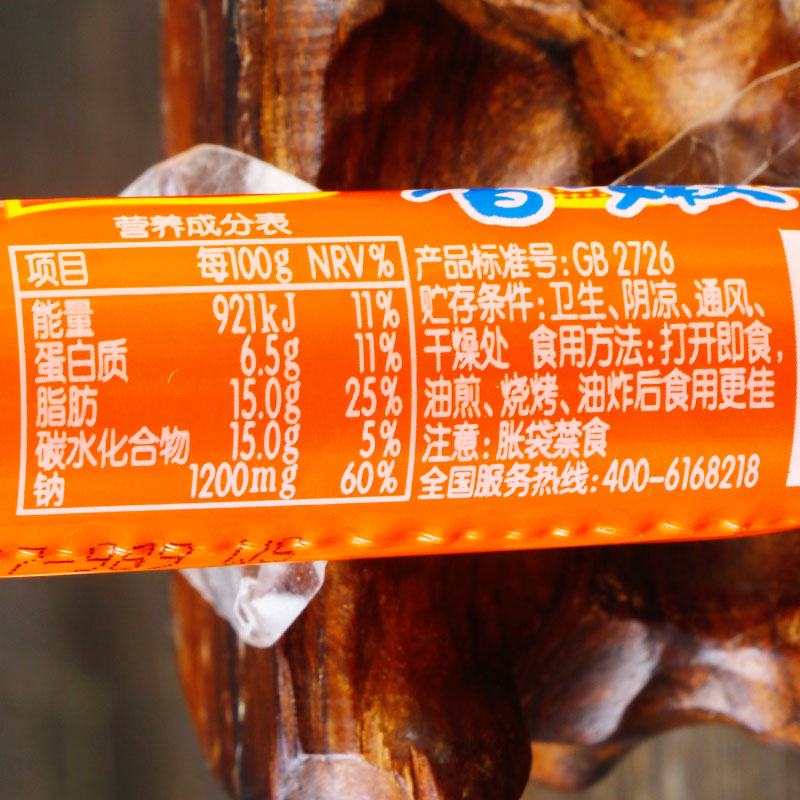 营养成分表
项目 每100g NRV%
能量 921kJ 11%
蛋白质 6.5g 11%
脂肪 15.0g 25%
碳水化合物 15.0g 5%
钠 1200mg 60%
产品标准号:GB 2726
贮存条件:卫生、阴凉、通风、
干燥处 食用方法:打开即食,
油煎、烧烤、油炸后食用更佳
注意:胀袋禁食
全国服务热线:400-6168218